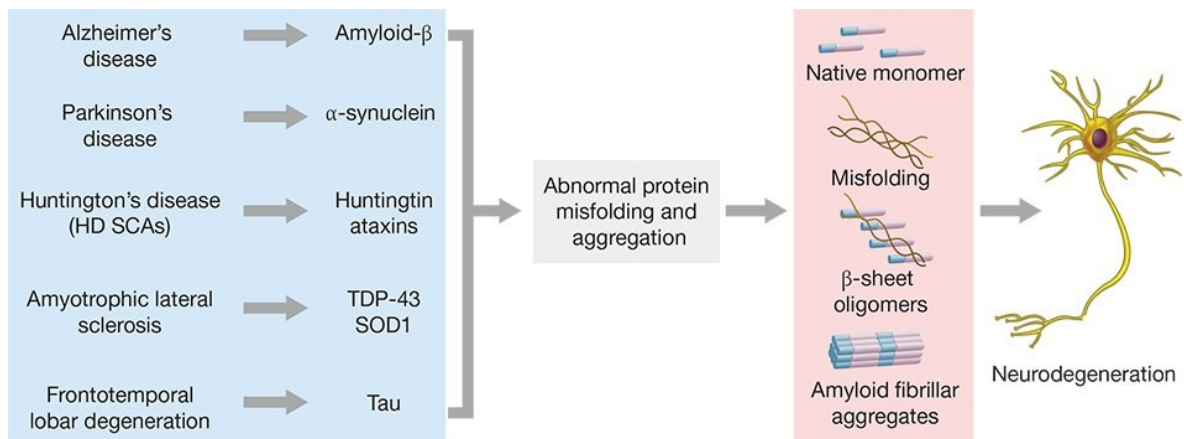 Alzheimer's
disease
Amyloid-β
Parkinson's
disease
α-synuclein
Huntington's disease
(HD SCAs)
Huntingtin
ataxins
Amyotrophic lateral
sclerosis
TDP-43
SOD1
Frontotemporal
lobar degeneration
Tau
Abnormal protein
misfolding and
aggregation
Native monomer
Misfolding
β-sheet
oligomers
Amyloid fibrillar
aggregates
Neurodegeneration